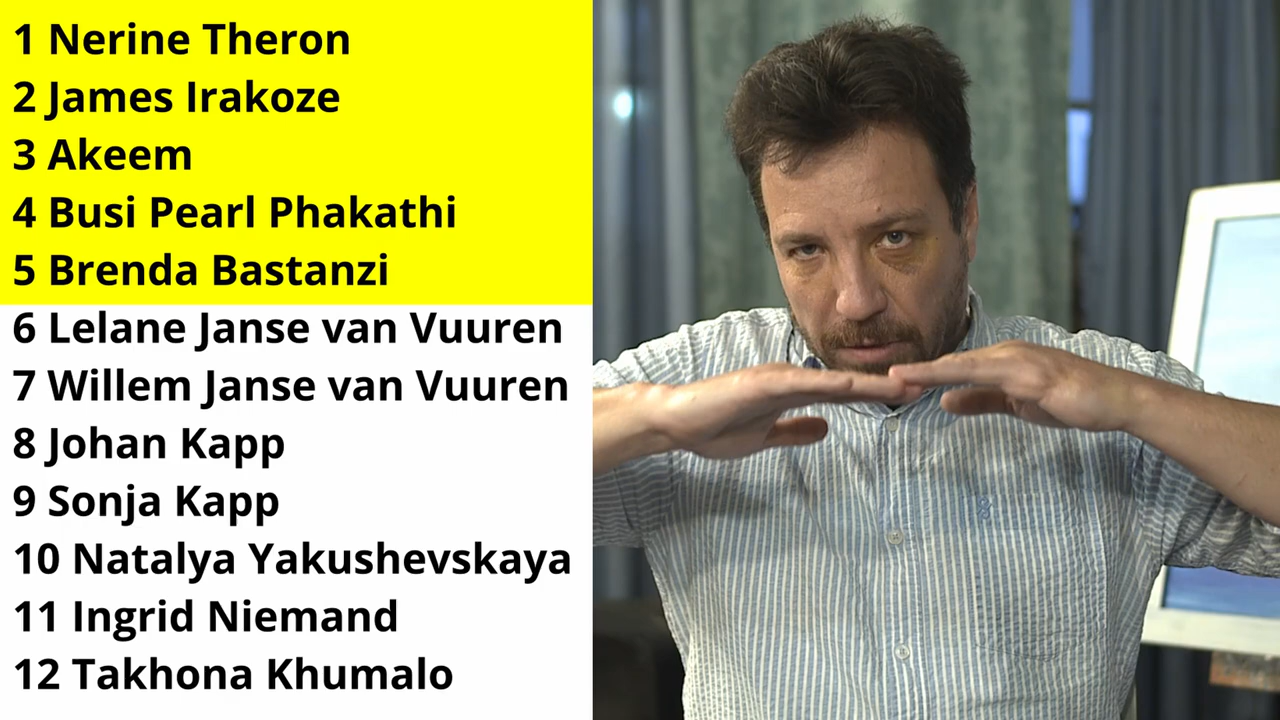 1 Nerine Theron
2 James Irakoze
3 Akeem
4 Busi Pearl Phakathi
5 Brenda Bastanzi
6 Lelane Janse van Vuuren
7 Willem Janse van Vuuren
8 Johan Kapp
9 Sonja Kapp
10 Natalya Yakushevskaya
11 Ingrid Niemand
12 Takhona Khumalo